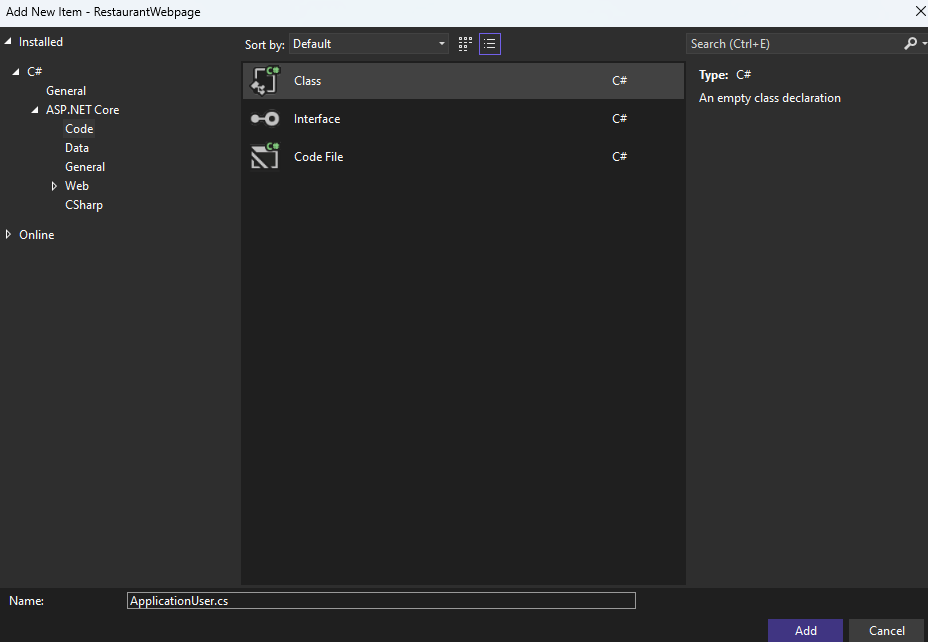 Add New Item - RestaurantWebpage
Installed
C#
General
ASP.NET Core
Code
Data
General
Web
CSharp
Online
Sort by: Default
Class C#
Interface C#
Code File C#
Search (Ctrl+E)
Type: C#
An empty class declaration
Name: ApplicationUser.cs
Add Cancel